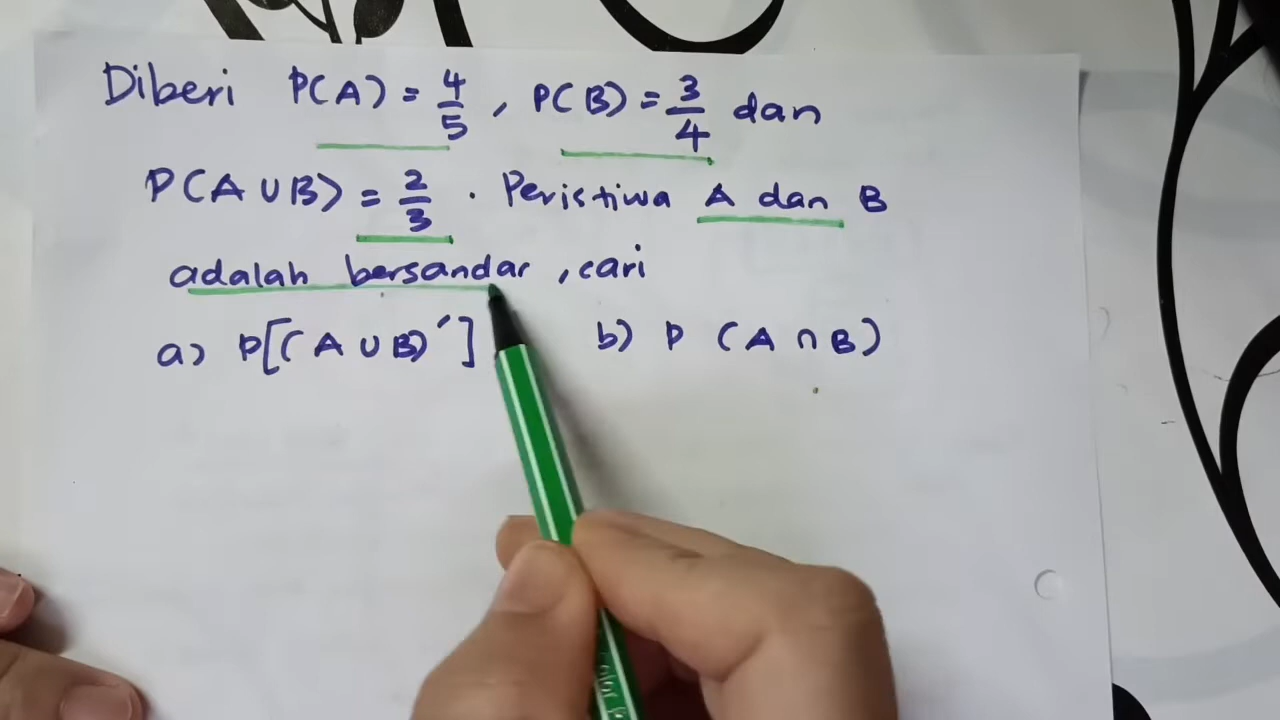 Diberi P(A) = 4/5 , P(B) = 3/4 dan
P(A ∪ B) = 2/3 . Peristiwa A dan B
adalah bersandar , cari
a) P[(A ∪ B)′] b) P (A ∩ B)